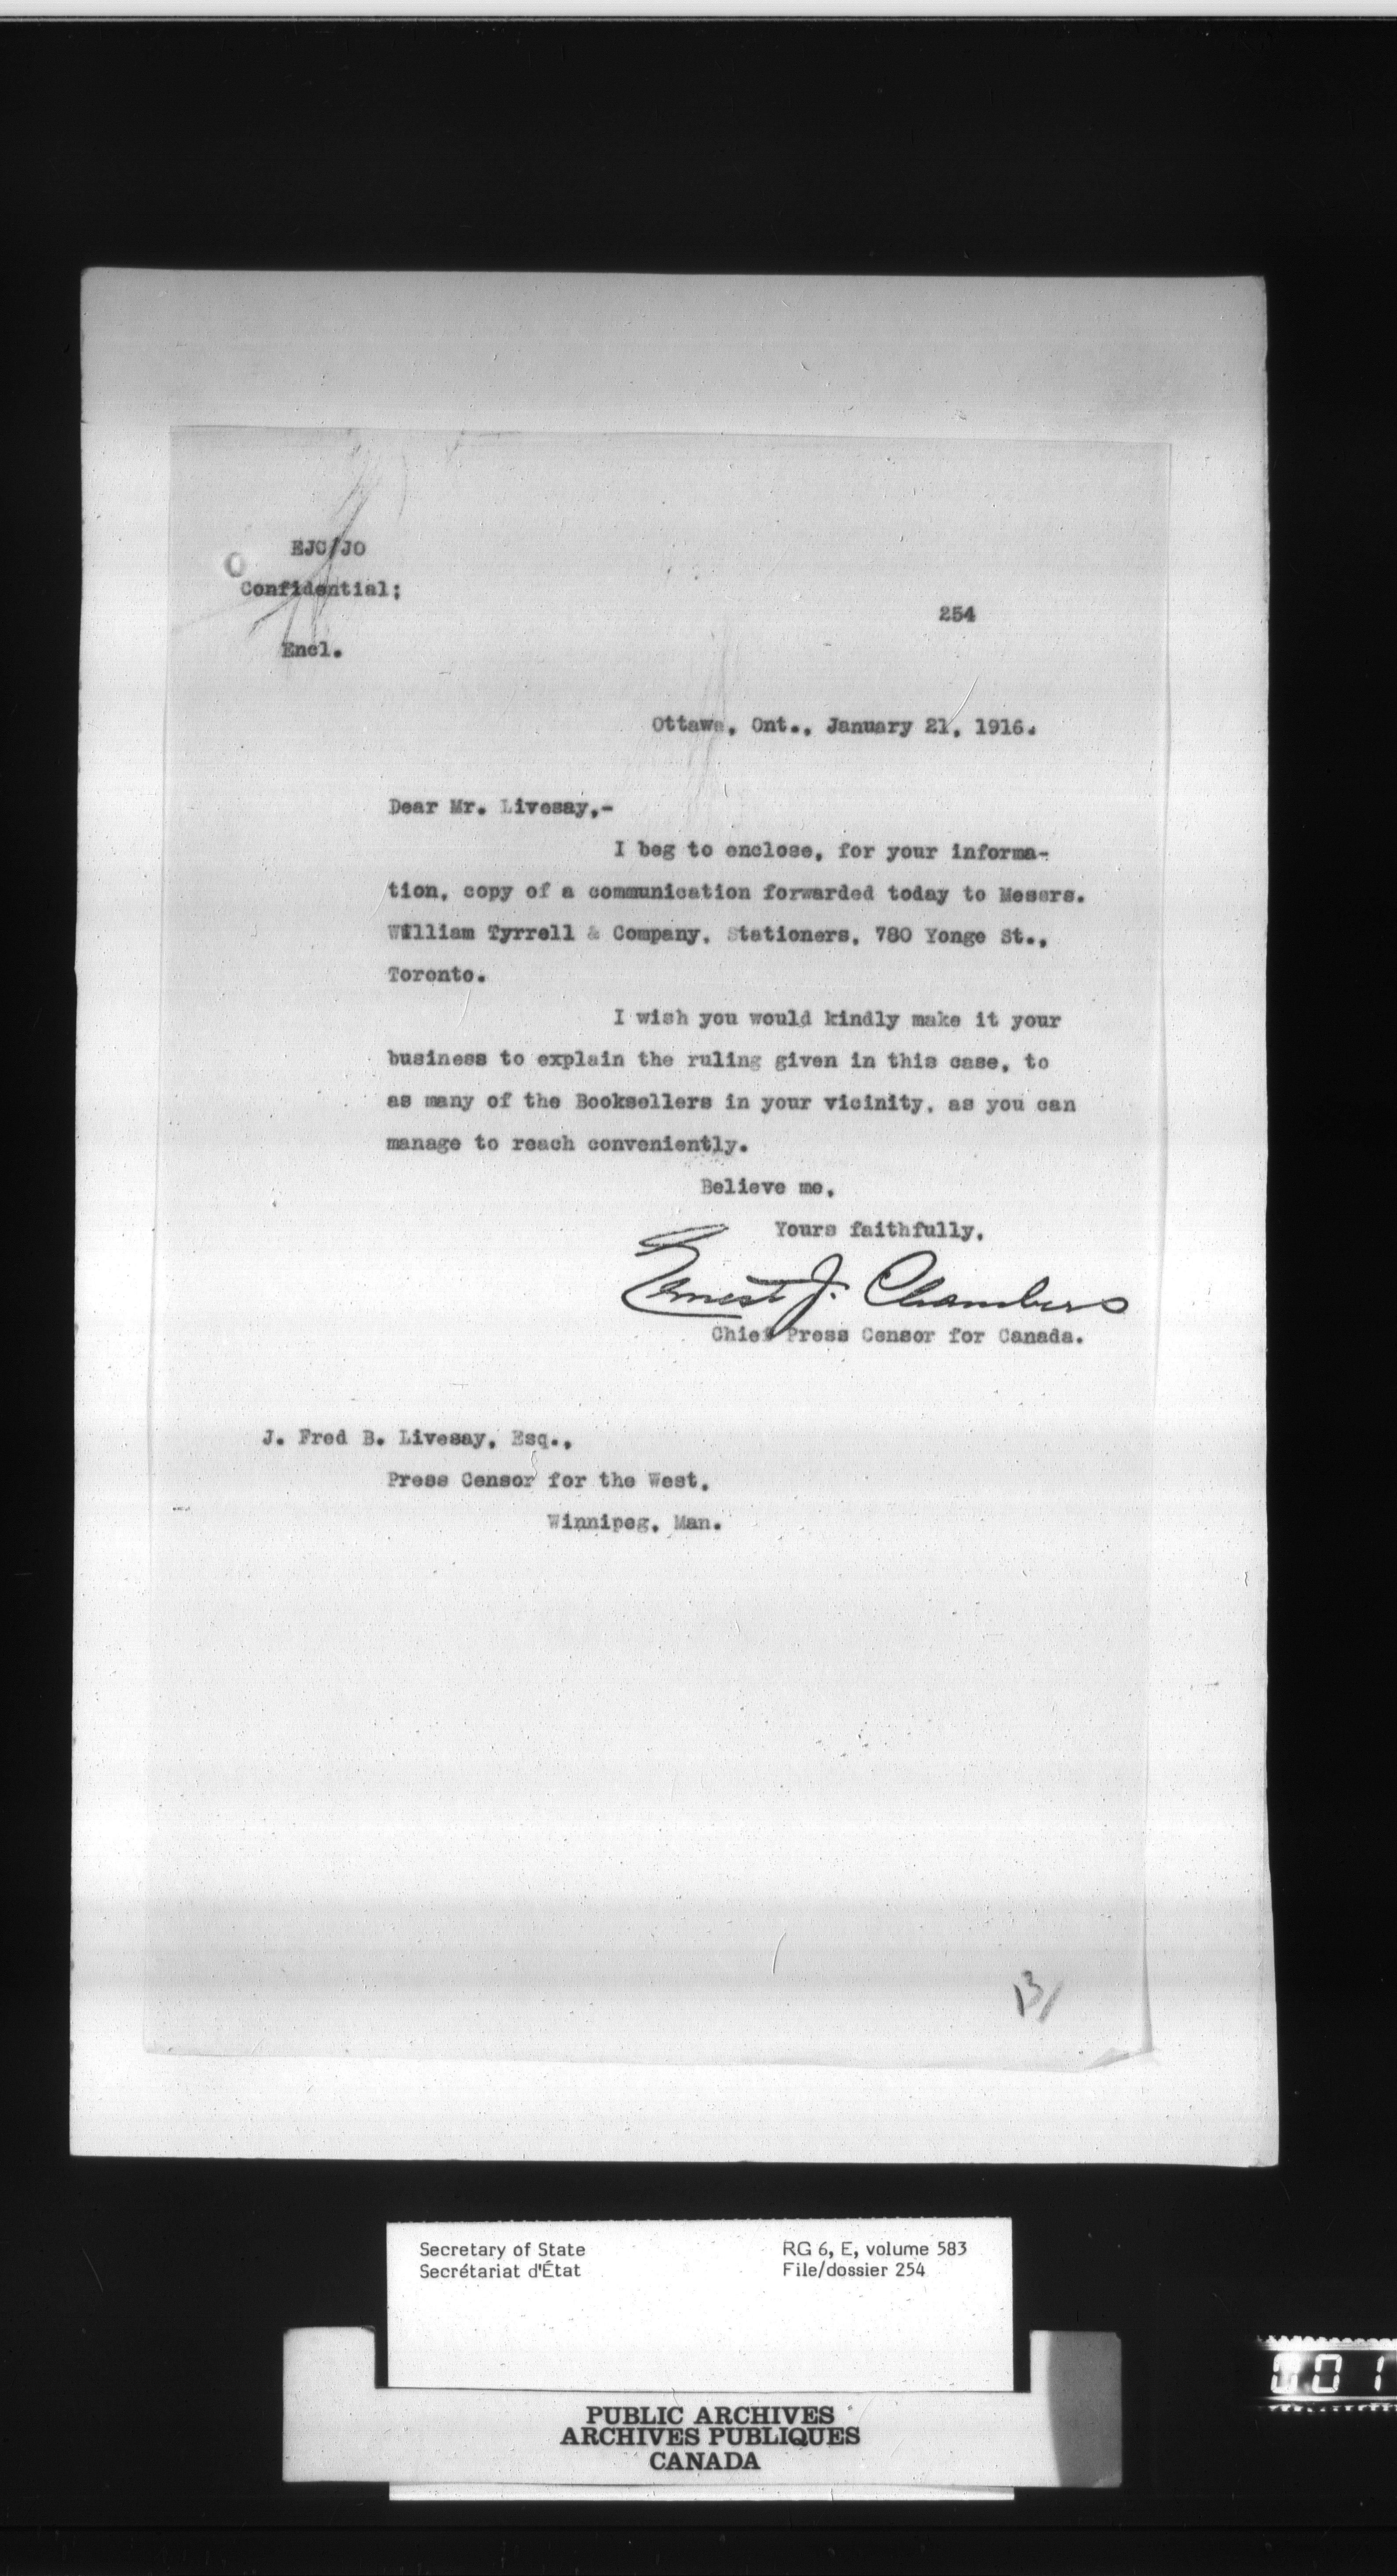 EJC/JO
Confidential;
254
Encl.
Ottawa, Ont., January 21, 1916.
Dear Mr. Livesay,-
I beg to enclose, for your informa-
tion, copy of a communication forwarded today to Messrs.
William Tyrrell & Company, Stationers, 780 Yonge St.,
Toronto.
I wish you would kindly make it your
business to explain the ruling given in this case, to
as many of the Booksellers in your vicinity, as you can
manage to reach conveniently.
Believe me,
Yours faithfully,
Ernest J. Chambers
Chief Press Censor for Canada.
J. Fred B. Livesay, Esq.,
Press Censor for the West,
Winnipeg, Man.
13/
Secretary of State
Secrétariat d'État
RG 6, E, volume 583
File/dossier 254
PUBLIC ARCHIVES
ARCHIVES PUBLIQUES
CANADA